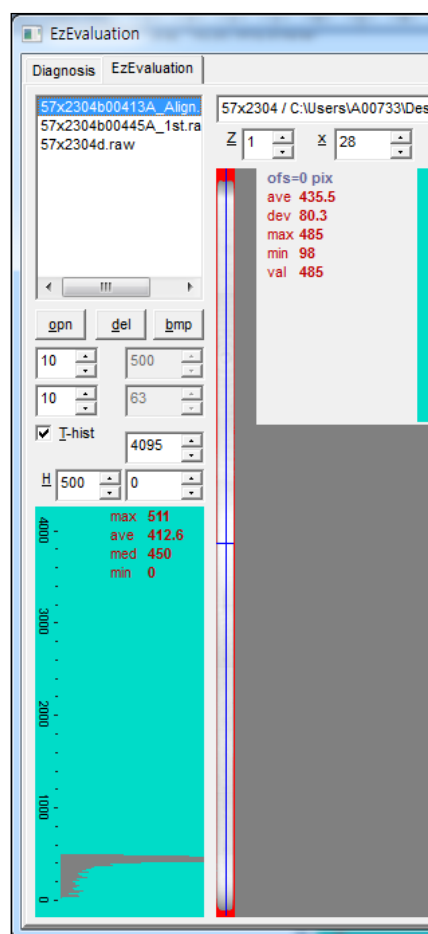 EzEvaluation
Diagnosis EzEvaluation
57x2304b00413A_Align.
57x2304b00445A_1st.ra
57x2304d.raw
57x2304 / C:\Users\A00733\Des
Z 1 x 28
ofs=0 pix
ave 435.5
dev 80.3
max 485
min 98
val 485
opn del bmp
10 500
10 63
T-hist
4095
H 500 0
max 511
ave 412.6
med 450
min 0
4000
3000
2000
1000
0